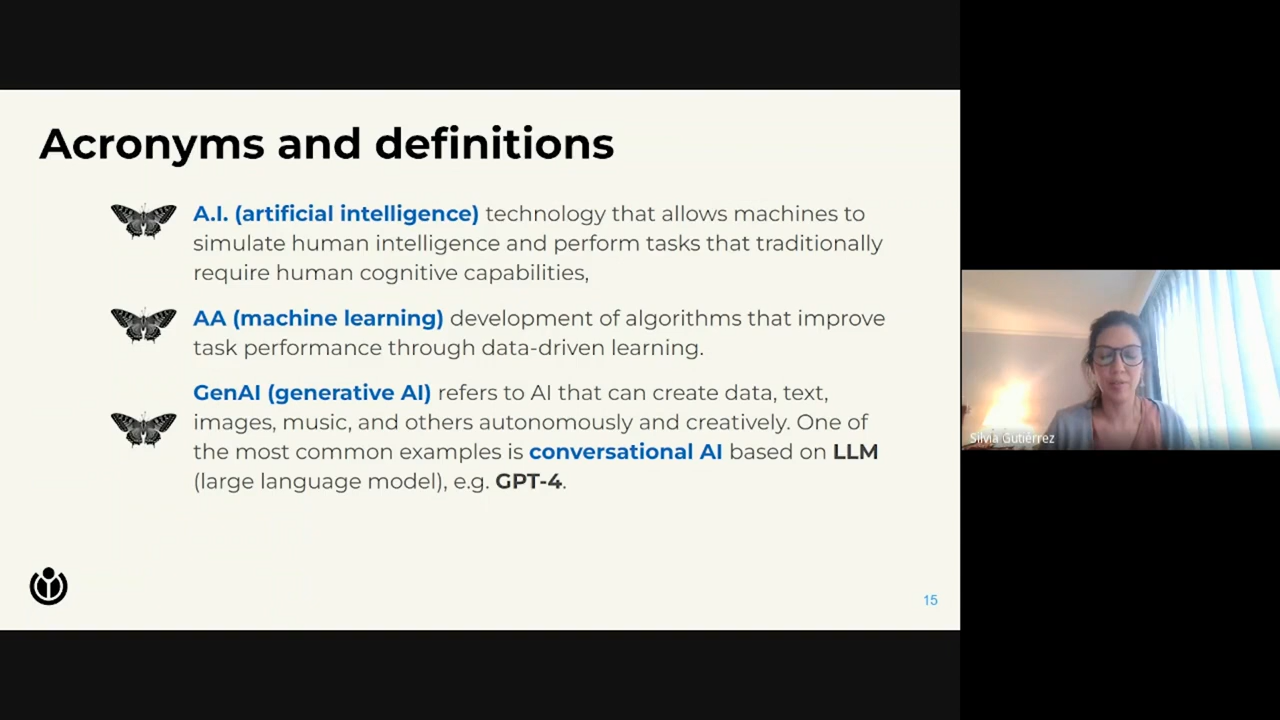 Acronyms and definitions
A.I. (artificial intelligence) technology that allows machines to
simulate human intelligence and perform tasks that traditionally
require human cognitive capabilities,
AA (machine learning) development of algorithms that improve
task performance through data-driven learning.
GenAI (generative AI) refers to AI that can create data, text,
images, music, and others autonomously and creatively. One of
the most common examples is conversational AI based on LLM
(large language model), e.g. GPT-4.
15
Silvia Gutiérrez